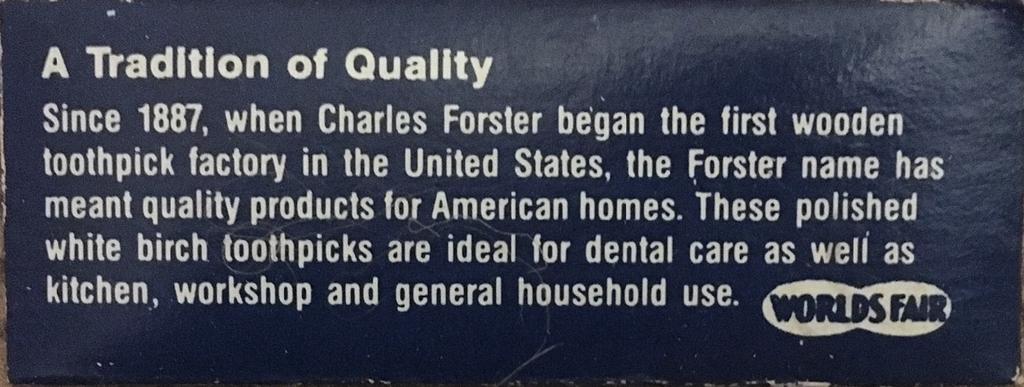 A Tradition of Quality
Since 1887, when Charles Forster began the first wooden
toothpick factory in the United States, the Forster name has
meant quality products for American homes. These polished
white birch toothpicks are ideal for dental care as well as
kitchen, workshop and general household use.
WORLDS FAIR